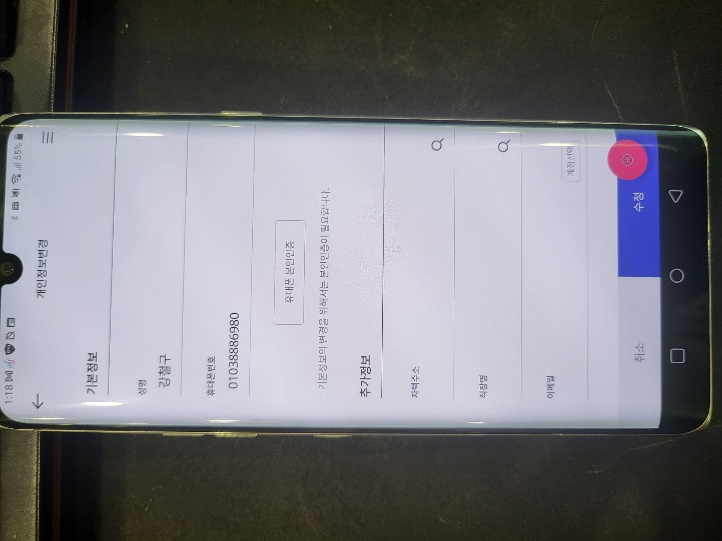 1:18
55%
개인정보변경
기본정보
성명
강철구
휴대폰번호
01038886980
휴대폰 본인인증
기본정보의 변경을 위해서는 본인인증이 필요합니다.
추가정보
자택주소
직장명
이메일
계정선택
취소 수정